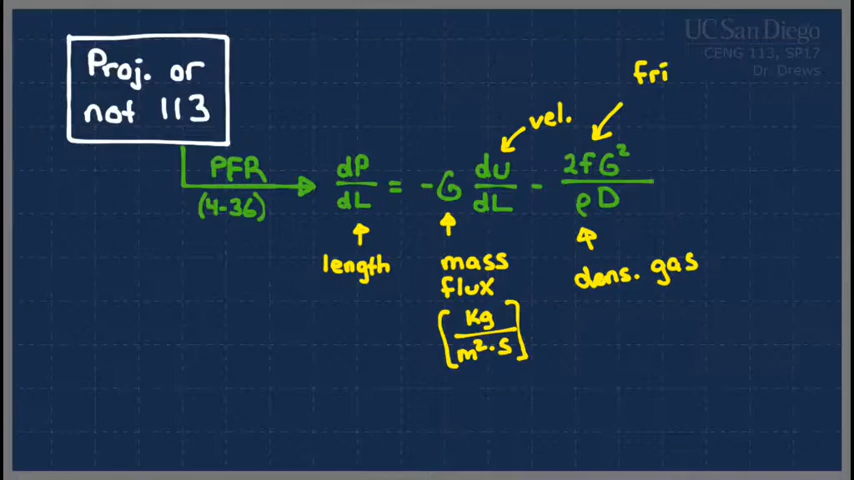 UC San Diego
CENG 113, SP17
Dr Drews
Proj. or
not 113
PFR
(4-36)
dP/dL = -G du/dL - 2fG²/ρD
fri
vel.
length
mass
flux
[kg/m²·s]
dens. gas